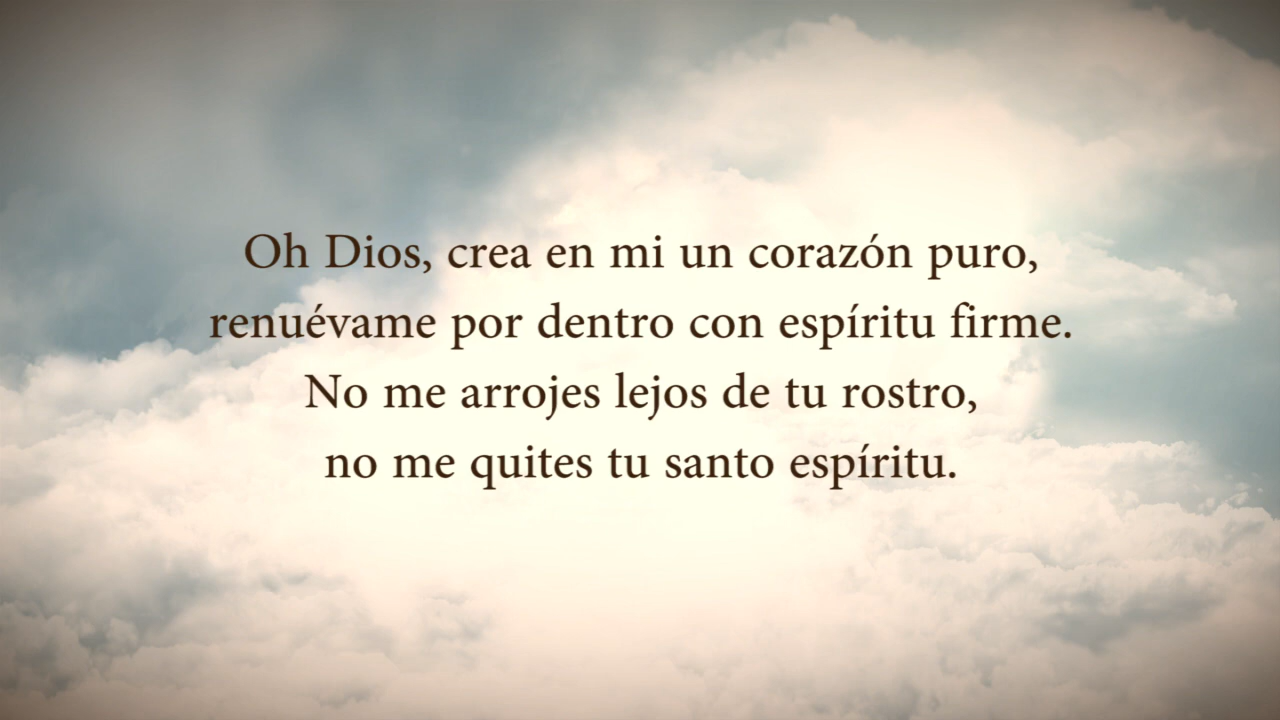 Oh Dios, crea en mi un corazón puro,
renuévame por dentro con espíritu firme.
No me arrojes lejos de tu rostro,
no me quites tu santo espíritu.